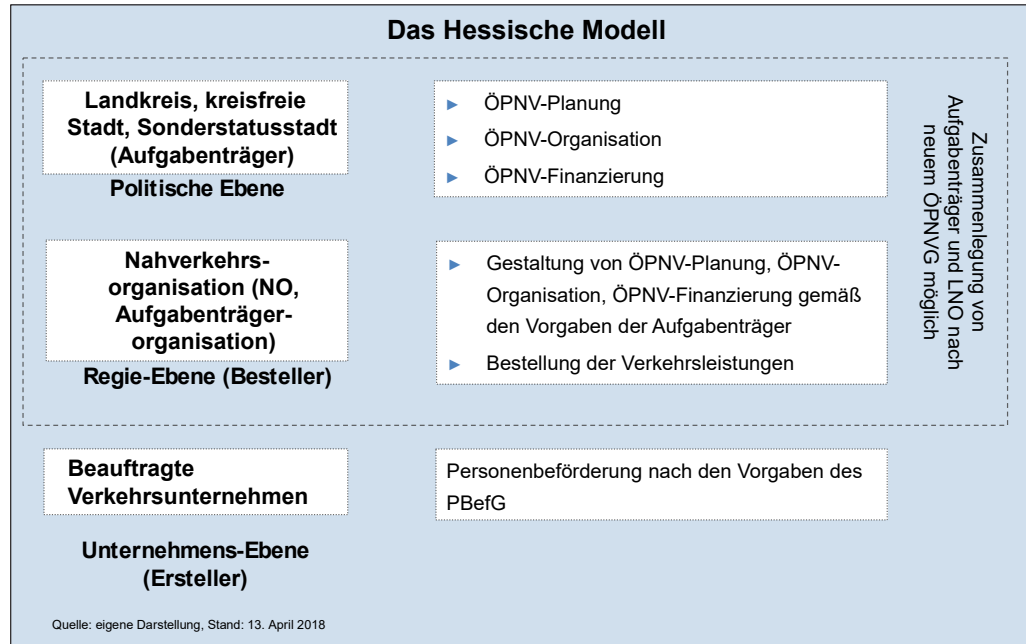 Das Hessische Modell
Landkreis, kreisfreie
Stadt, Sonderstatusstadt
(Aufgabenträger)
Politische Ebene
► ÖPNV-Planung
► ÖPNV-Organisation
► ÖPNV-Finanzierung
Nahverkehrs-
organisation (NO,
Aufgabenträger-
organisation)
Regie-Ebene (Besteller)
► Gestaltung von ÖPNV-Planung, ÖPNV-
Organisation, ÖPNV-Finanzierung gemäß
den Vorgaben der Aufgabenträger
► Bestellung der Verkehrsleistungen
Zusammenlegung von
Aufgabenträger und LNO nach
neuem ÖPNVG möglich
Beauftragte
Verkehrsunternehmen
Unternehmens-Ebene
(Ersteller)
Personenbeförderung nach den Vorgaben des
PBefG
Quelle: eigene Darstellung, Stand: 13. April 2018